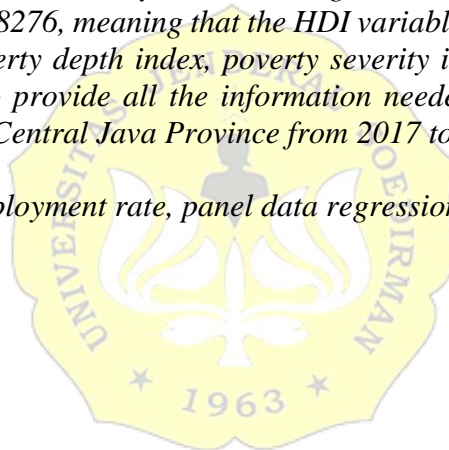 8276, meaning that the HDI variabl
erty depth index, poverty severity i
provide all the information neede
Central Java Province from 2017 to
ployment rate, panel data regression
UNIVERSITAS JENDERAL SOEDIRMAN
1963